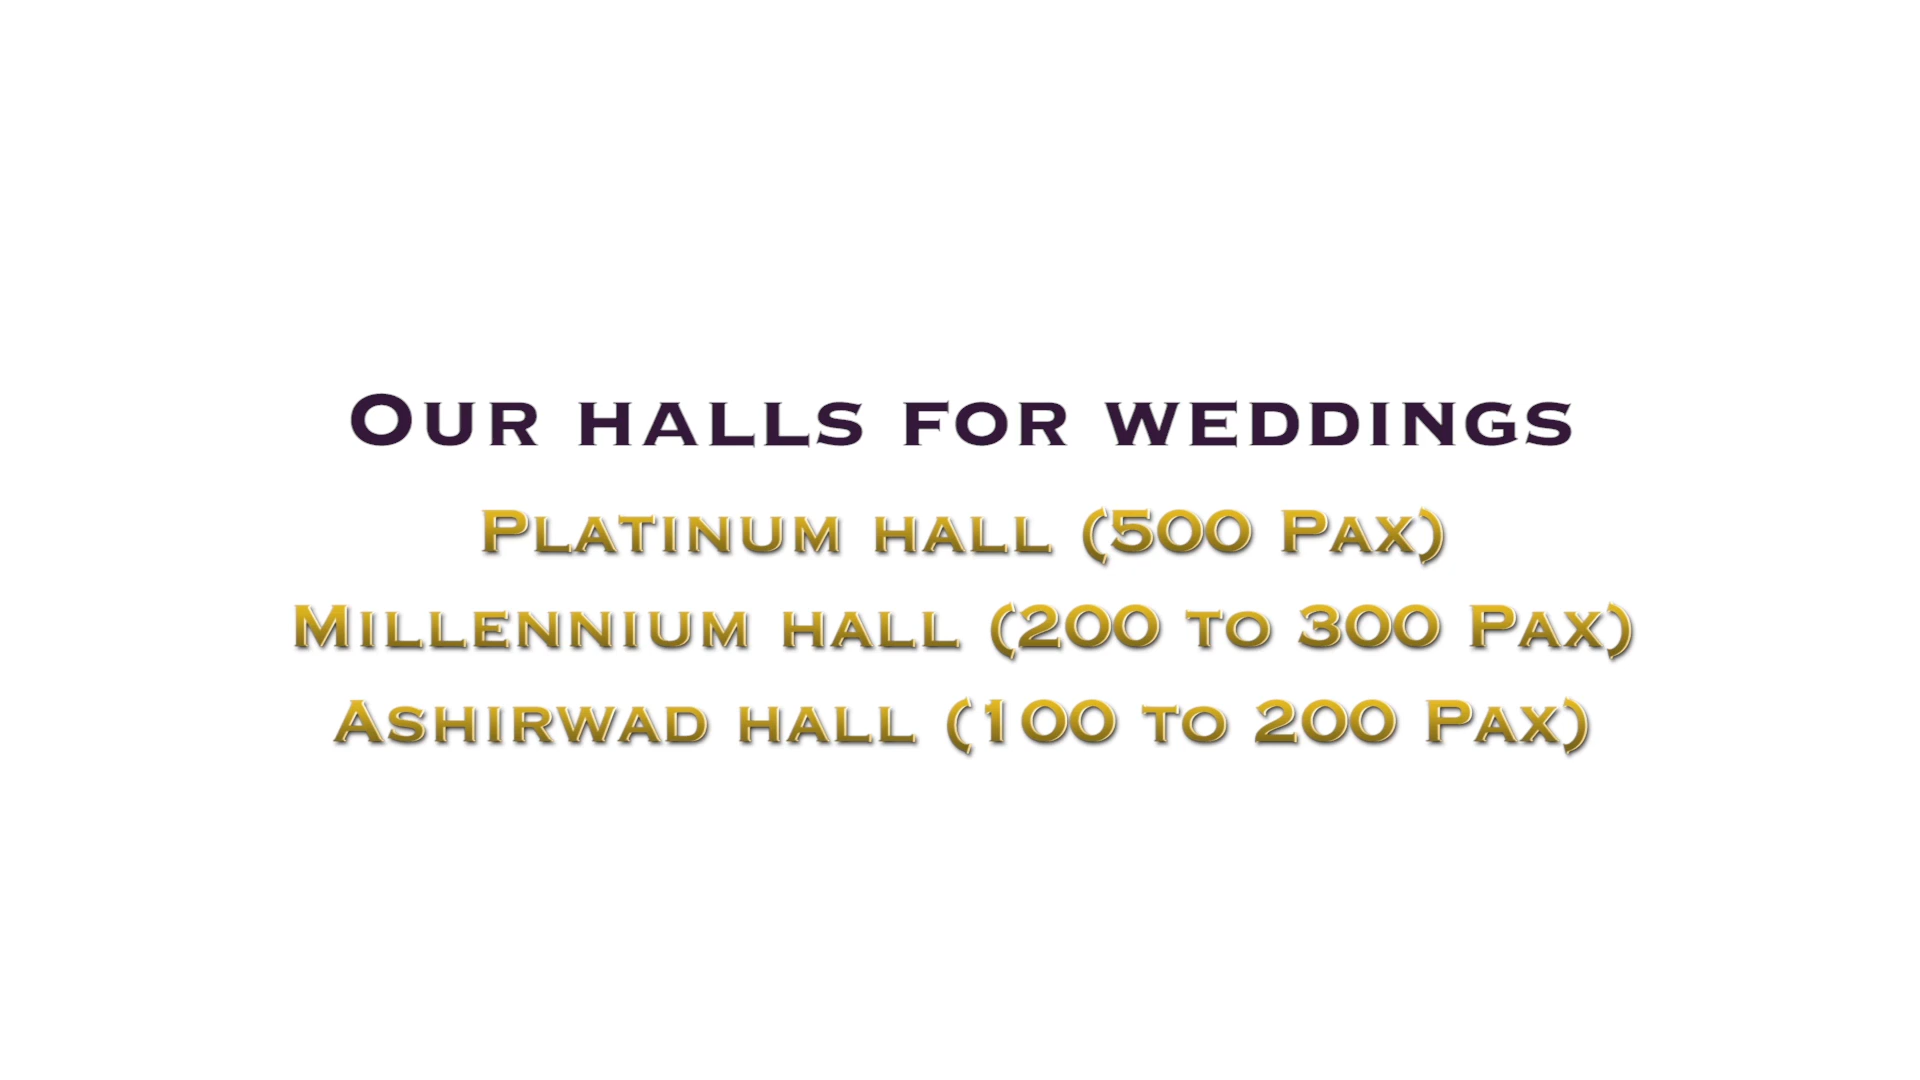 Our halls for weddings
Platinum hall (500 Pax)
Millennium hall (200 to 300 Pax)
Ashirwad hall (100 to 200 Pax)